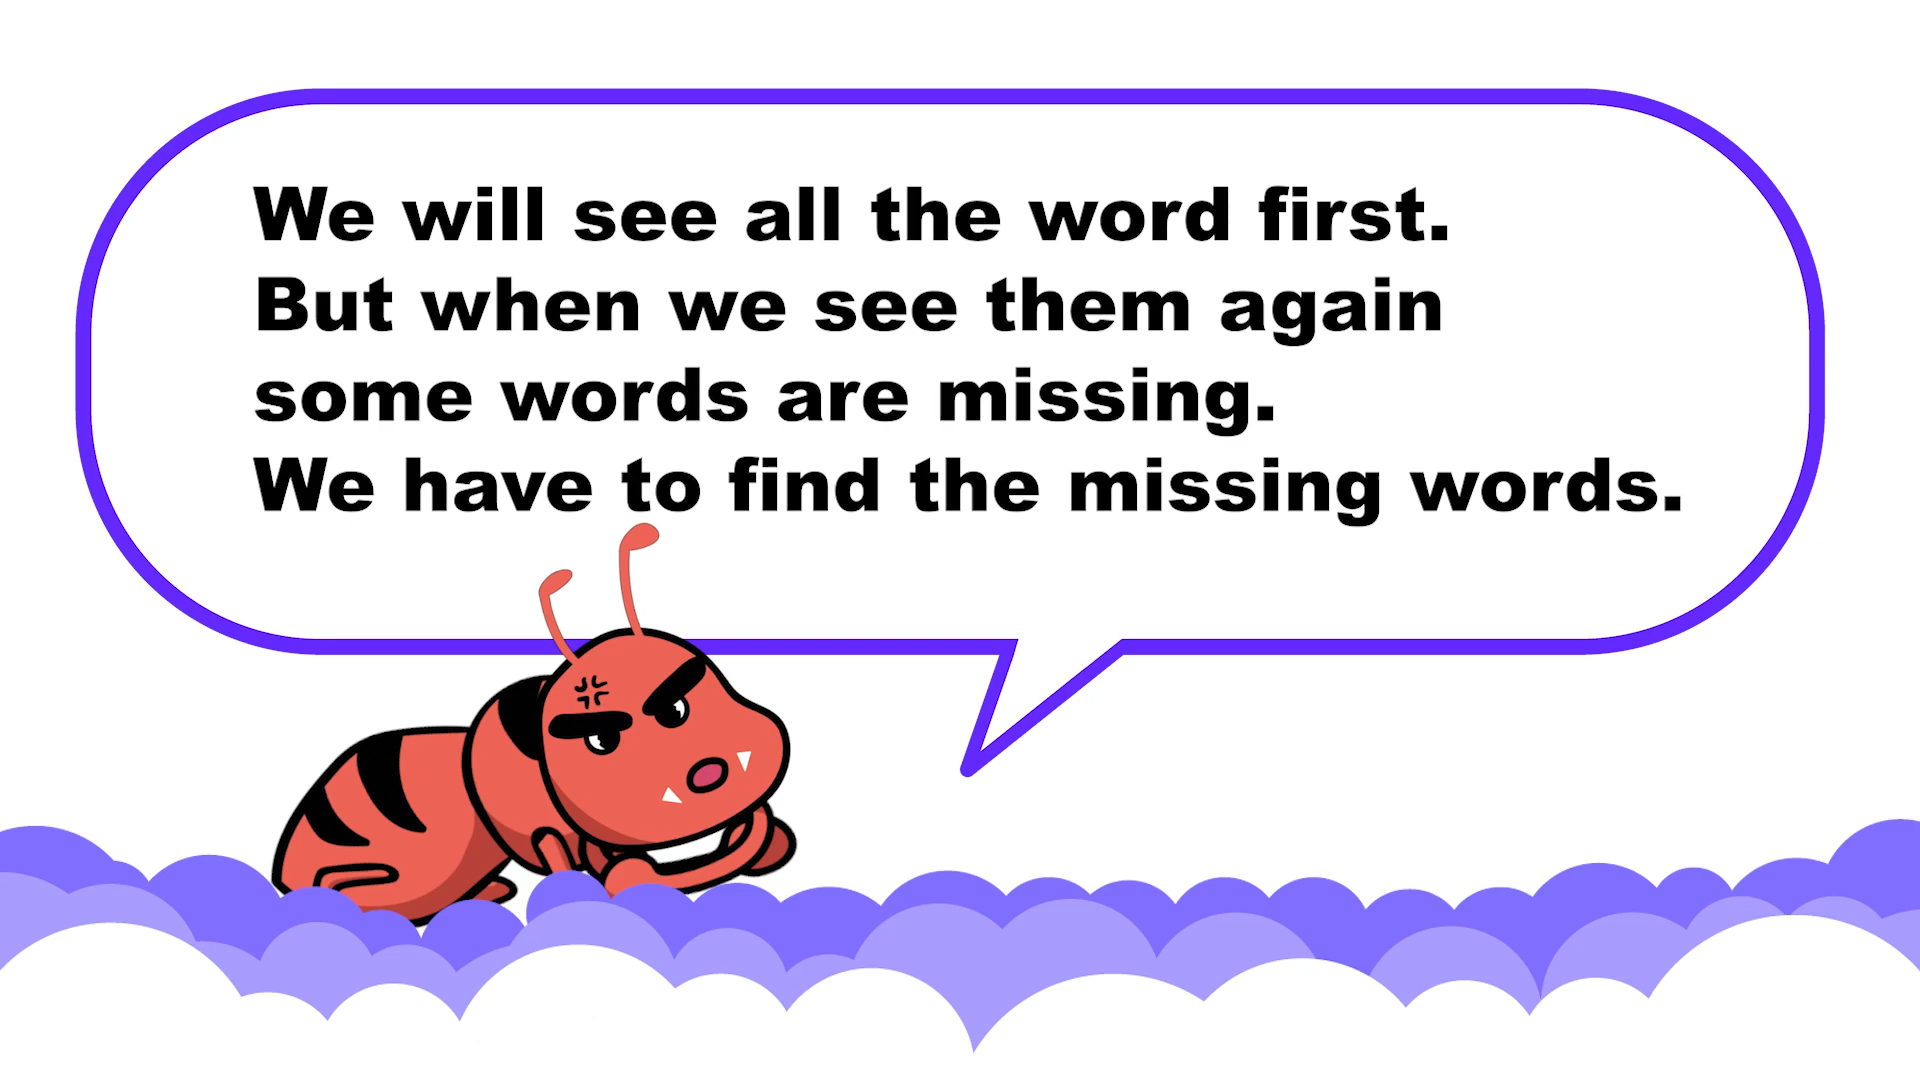 We will see all the word first.
But when we see them again
some words are missing.
We have to find the missing words.